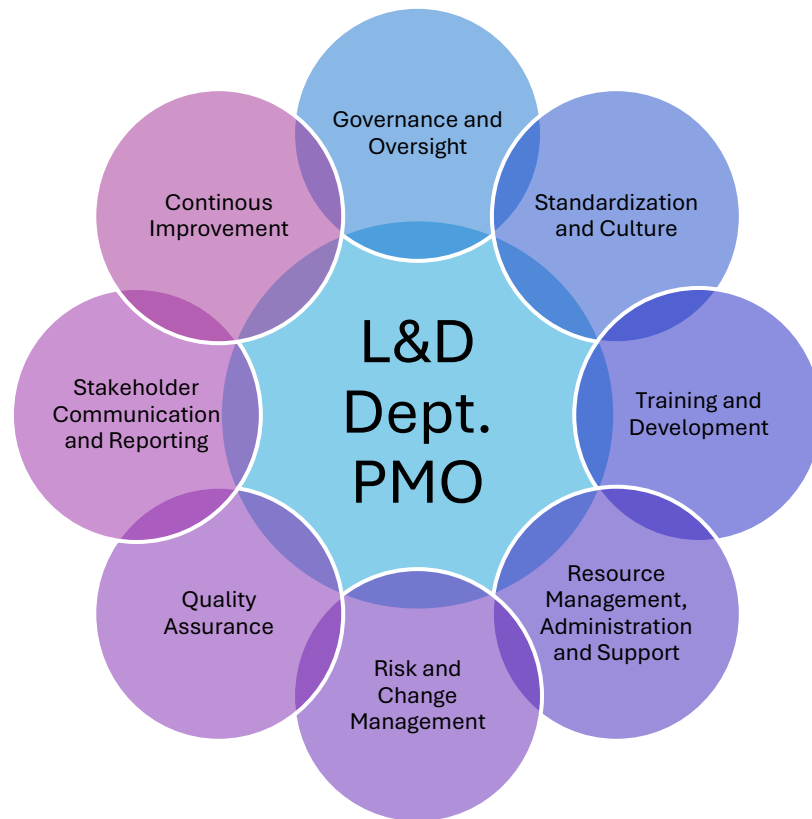 Governance and
Oversight
Standardization
and Culture
Training and
Development
Resource
Management,
Administration
and Support
Risk and
Change
Management
Quality
Assurance
Stakeholder
Communication
and Reporting
Continous
Improvement
L&D
Dept.
PMO